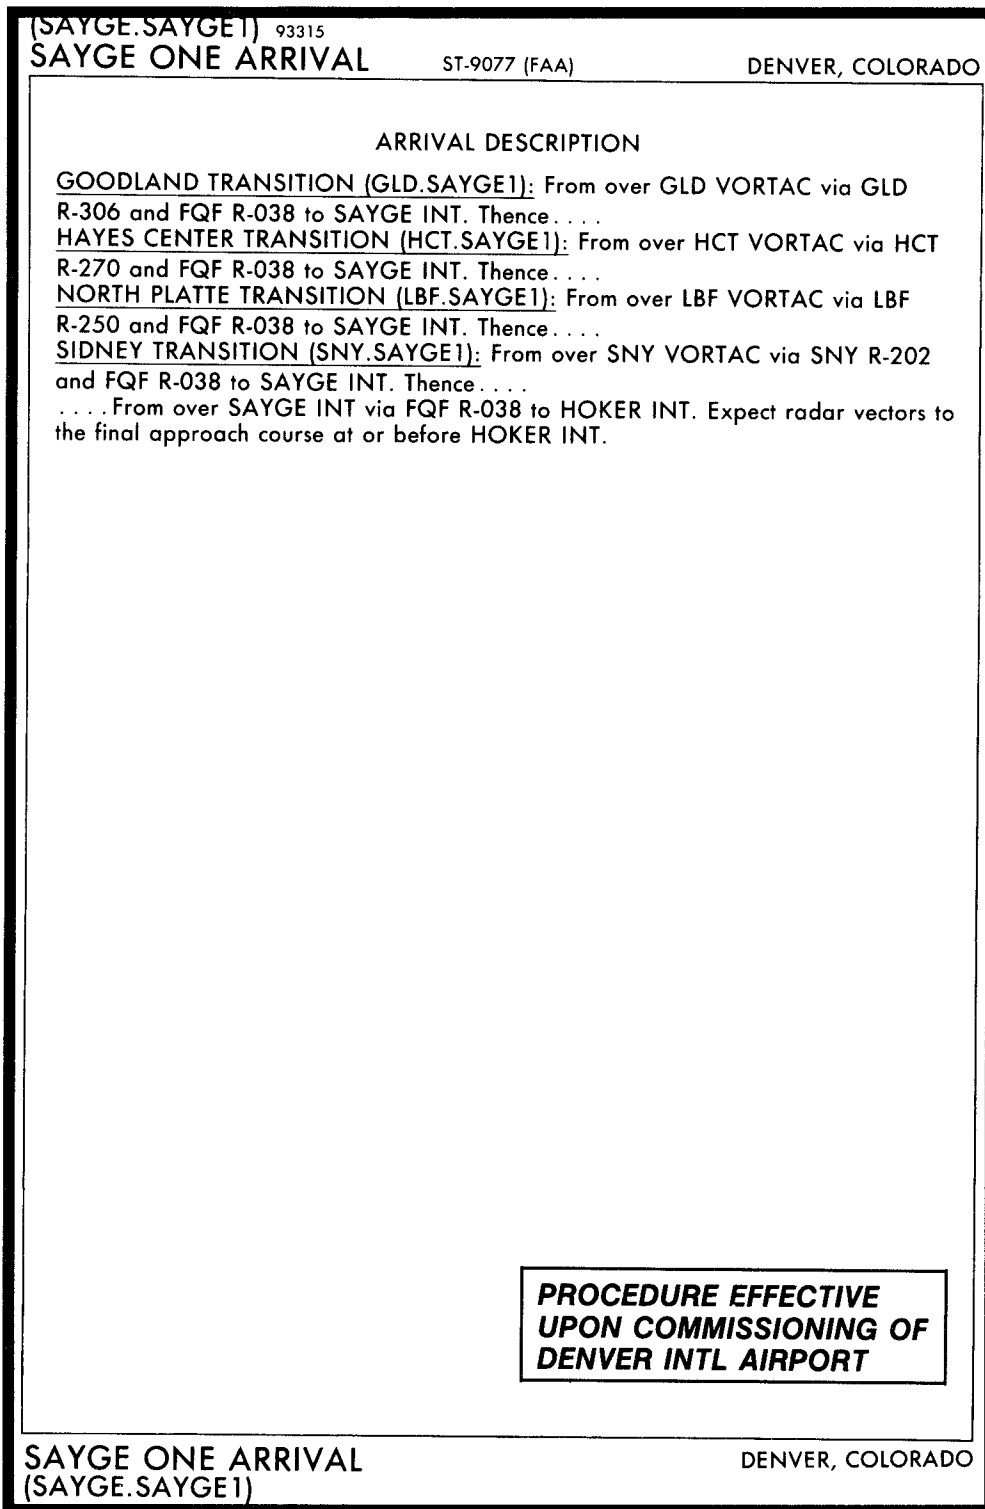 (SAYGE.SAYGE1) 93315
SAYGE ONE ARRIVAL ST-9077 (FAA) DENVER, COLORADO
ARRIVAL DESCRIPTION
GOODLAND TRANSITION (GLD.SAYGE1): From over GLD VORTAC via GLD
R-306 and FQF R-038 to SAYGE INT. Thence....
HAYES CENTER TRANSITION (HCT.SAYGE1): From over HCT VORTAC via HCT
R-270 and FQF R-038 to SAYGE INT. Thence....
NORTH PLATTE TRANSITION (LBF.SAYGE1): From over LBF VORTAC via LBF
R-250 and FQF R-038 to SAYGE INT. Thence....
SIDNEY TRANSITION (SNY.SAYGE1): From over SNY VORTAC via SNY R-202
and FQF R-038 to SAYGE INT. Thence....
....From over SAYGE INT via FQF R-038 to HOKER INT. Expect radar vectors to
the final approach course at or before HOKER INT.
PROCEDURE EFFECTIVE
UPON COMMISSIONING OF
DENVER INTL AIRPORT
SAYGE ONE ARRIVAL DENVER, COLORADO
(SAYGE.SAYGE1)